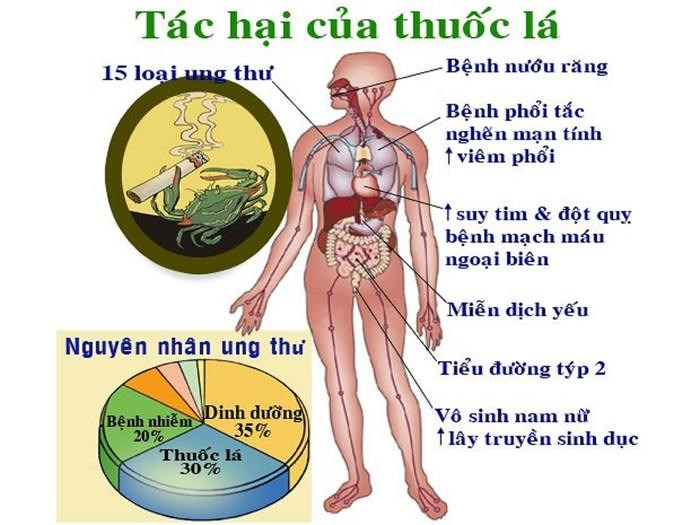 Tác hại của thuốc lá
15 loại ung thư
Bệnh nướu răng
Bệnh phổi tắc
nghẽn mạn tính
↑ viêm phổi
↑ suy tim & đột quỵ
bệnh mạch máu
ngoại biên
Miễn dịch yếu
Tiểu đường týp 2
Vô sinh nam nữ
↑ lây truyền sinh dục
Nguyên nhân ung thư
Bệnh nhiễm
20%
Dinh dưỡng
35%
Thuốc lá
30%